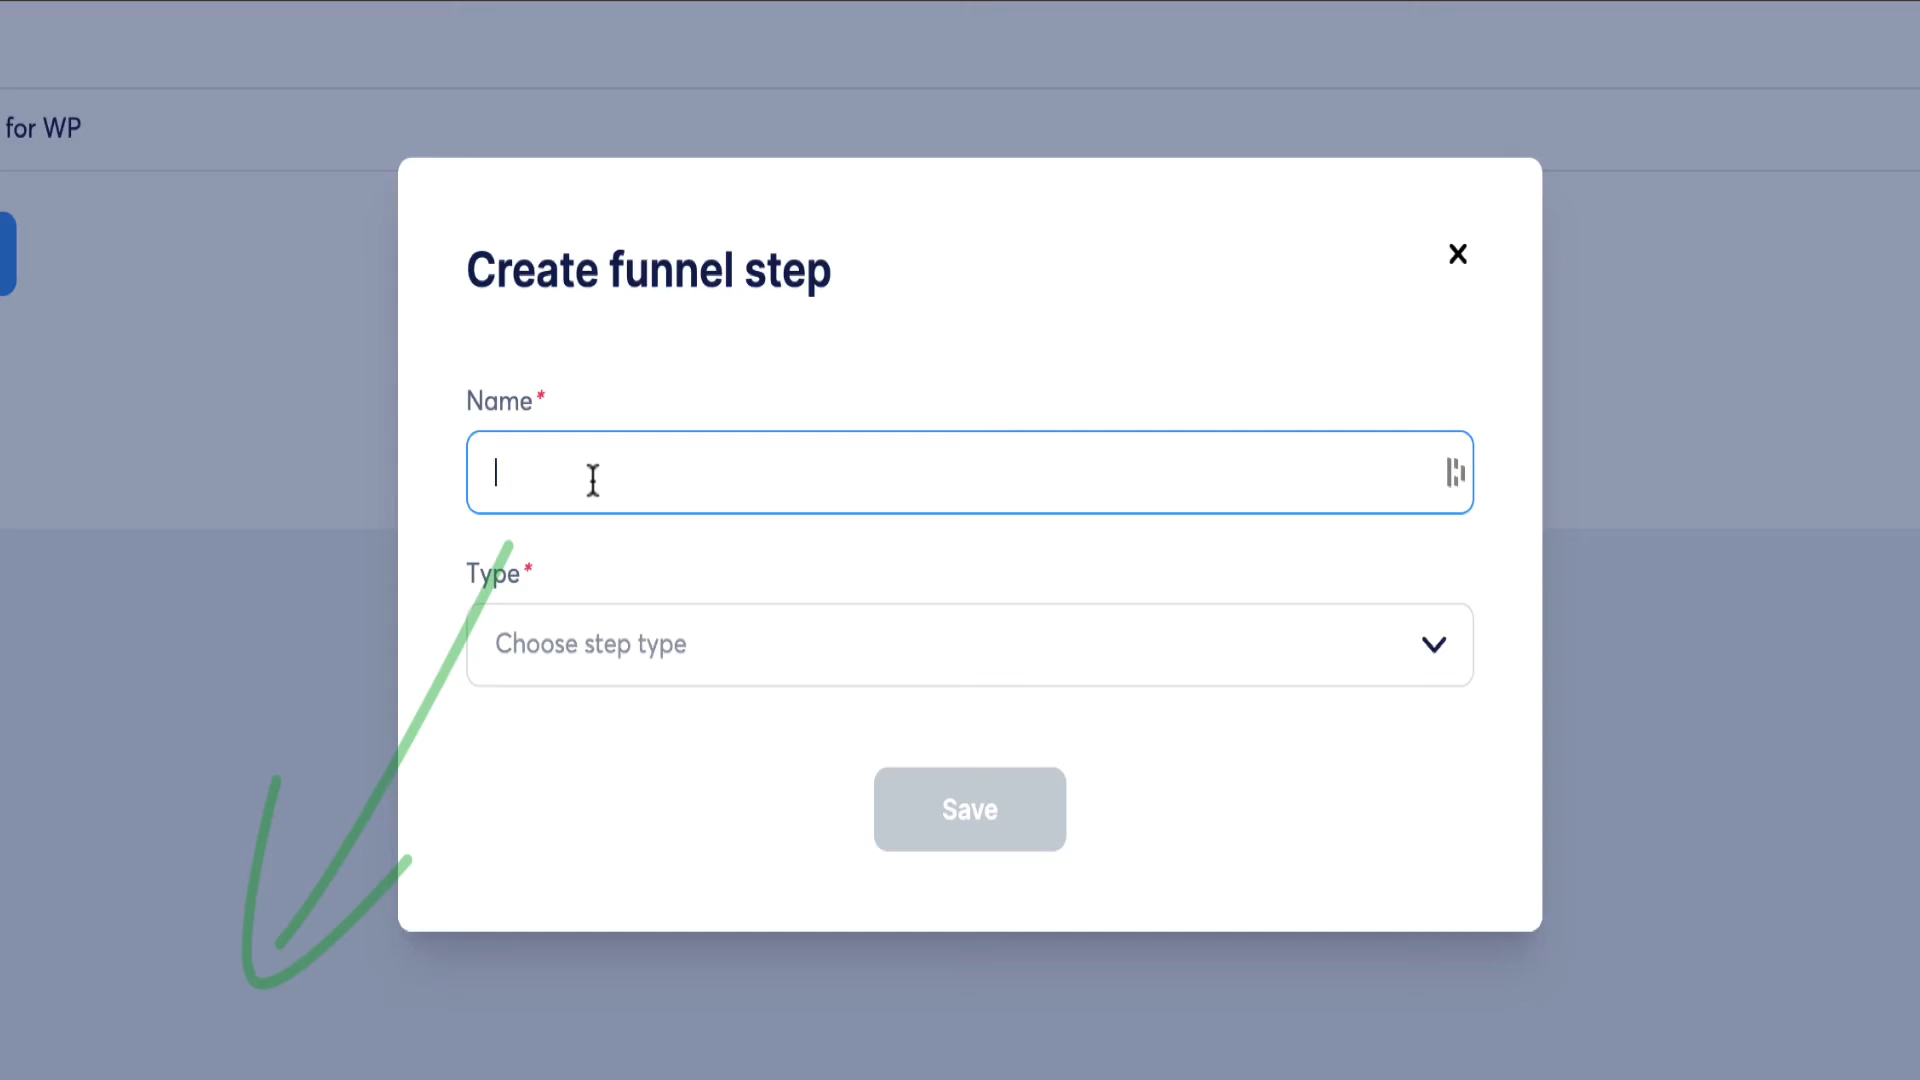 for WP
Create funnel step
Name*
Type*
Choose step type
Save